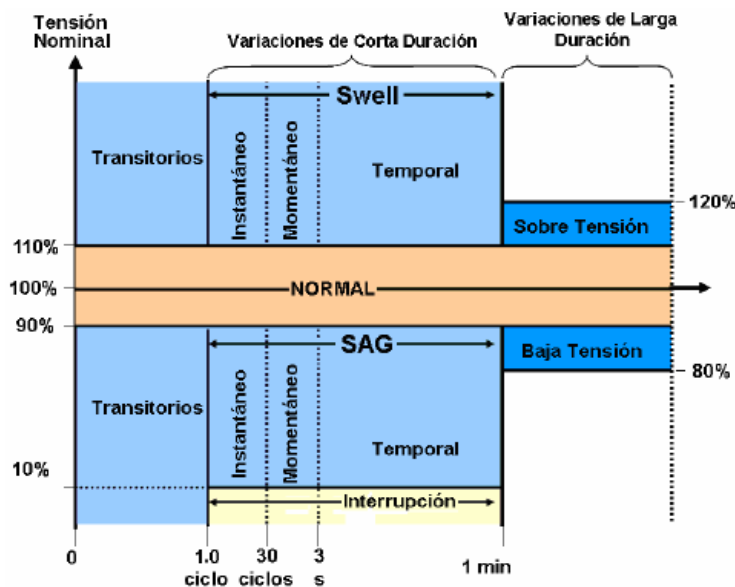 Tensión
Nominal
Variaciones de Corta Duración
Variaciones de Larga
Duración
Swell
Transitorios
Instantáneo
Momentáneo
Temporal
120%
Sobre Tensión
110%
100%
NORMAL
90%
SAG
Baja Tensión
80%
Transitorios
Instantáneo
Momentáneo
Temporal
10%
Interrupción
0
1.0
ciclo
30
ciclos
3
s
1 min